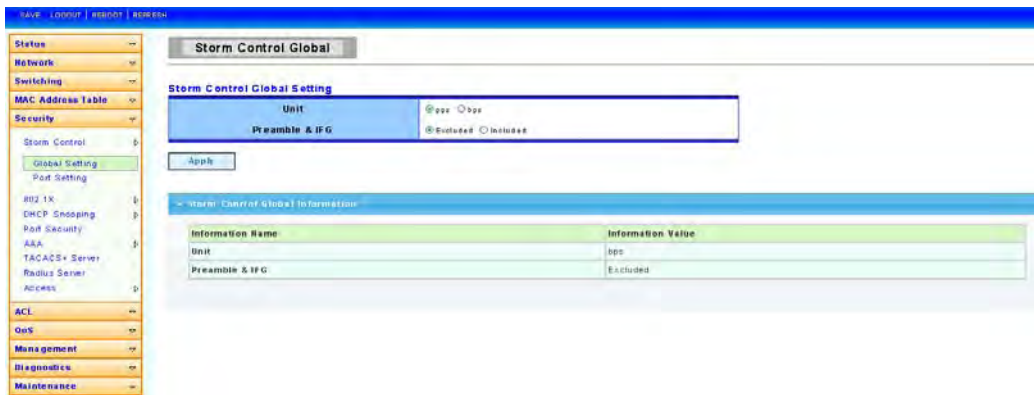 SAVE LOGOUT | REBOOT | REFRESH
Status
Network
Switching
MAC Address Table
Security
Storm Control
Global Setting
Port Setting
802.1X
DHCP Snooping
Port Security
AAA
TACACS+ Server
Radius Server
Access
ACL
QoS
Management
Diagnostics
Maintenance
Storm Control Global
Storm Control Global Setting
Unit pps bps
Preamble & IFG Excluded Included
Apply
Storm Control Global Information
Information Name Information Value
Unit bps
Preamble & IFG Excluded